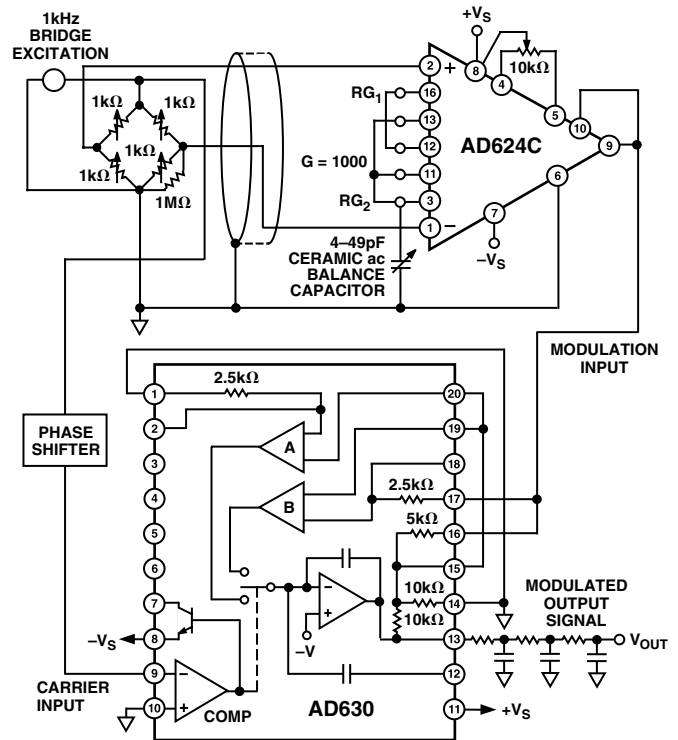 1kHz
BRIDGE
EXCITATION
1kΩ
1kΩ
1kΩ
1kΩ
1MΩ
+VS
10kΩ
2
+
16
13
12
11
3
1
–
8
4
5
10
9
6
7
RG1
G = 1000
RG2
AD624C
–VS
4–49pF
CERAMIC ac
BALANCE
CAPACITOR
MODULATION
INPUT
PHASE
SHIFTER
1
2
3
4
5
6
7
8
9
10
2.5kΩ
A
B
20
19
18
17
16
15
14
13
12
11
2.5kΩ
5kΩ
10kΩ
10kΩ
–
+
–V
–VS
CARRIER
INPUT
–
+
COMP
AD630
+VS
MODULATED
OUTPUT
SIGNAL
VOUT